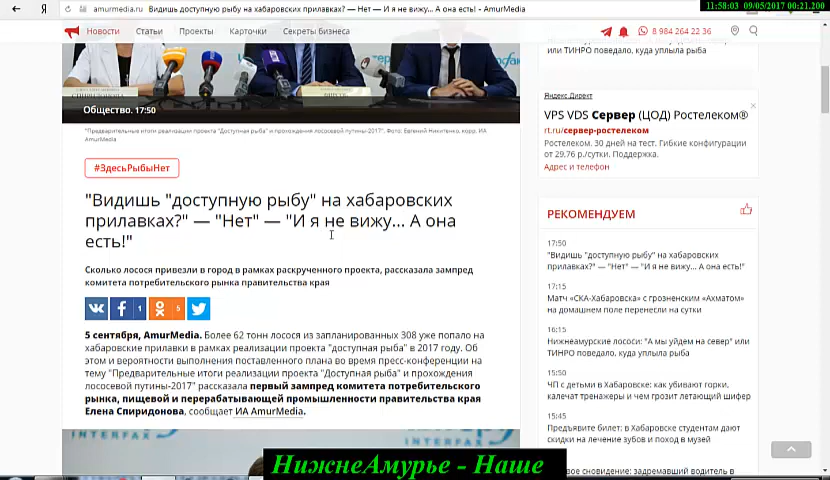 amurmedia.ru Видишь доступную рыбу на хабаровских прилавках? — Нет — И я не вижу... А она есть! - AmurMedia
11:58:03 09/05/2017 00:21.200
Новости Статьи Проекты Карточки Секреты бизнеса
8 984 264 22 36
Общество. 17:50
"Предварительные итоги реализации проекта "Доступная рыба" и прохождения лососевой путины-2017". Фото: Евгений Никитенко, корр. ИА
AmurMedia
#ЗдесьРыбыНет
"Видишь "доступную рыбу" на хабаровских
прилавках?" — "Нет" — "И я не вижу... А она
есть!"
Сколько лосося привезли в город в рамках раскрученного проекта, рассказала зампред
комитета потребительского рынка правительства края
1
5
5 сентября, AmurMedia. Более 62 тонн лосося из запланированных 308 уже попало на
хабаровские прилавки в рамках реализации проекта "доступная рыба" в 2017 году. Об
этом и вероятности выполнения поставленного плана во время пресс-конференции на
тему "Предварительные итоги реализации проекта "Доступная рыба" и прохождения
лососевой путины-2017" рассказала первый зампред комитета потребительского
рынка, пищевой и перерабатывающей промышленности правительства края
Елена Спиридонова, сообщает ИА AmurMedia.
INTERFAX
INTERFAX
или ТИНРО поведало, куда уплыла рыба
Яндекс.Директ
VPS VDS Сервер (ЦОД) Ростелеком®
rt.ru/сервер-ростелеком
Ростелеком. 30 дней на тест. Гибкие конфигурации
от 29.76 р./сутки. Поддержка.
Адрес и телефон
РЕКОМЕНДУЕМ
17:50
"Видишь "доступную рыбу" на хабаровских
прилавках?" — "Нет" — "И я не вижу... А она есть!"
17:15
Матч «СКА-Хабаровска» с грозненским «Ахматом»
на домашнем поле перенесли на сутки
16:15
Нижнеамурские лососи: "А мы уйдем на север" или
ТИНРО поведало, куда уплыла рыба
15:50
ЧП с детьми в Хабаровске: как убивают горки,
калечат тренажеры и чем грозит летающий шифер
15:45
Предъявите билет: в Хабаровске студентам дают
скидки на лечение зубов и поход в музей
вое сновидение: задремавший водитель в
НижнеАмурье - Наше